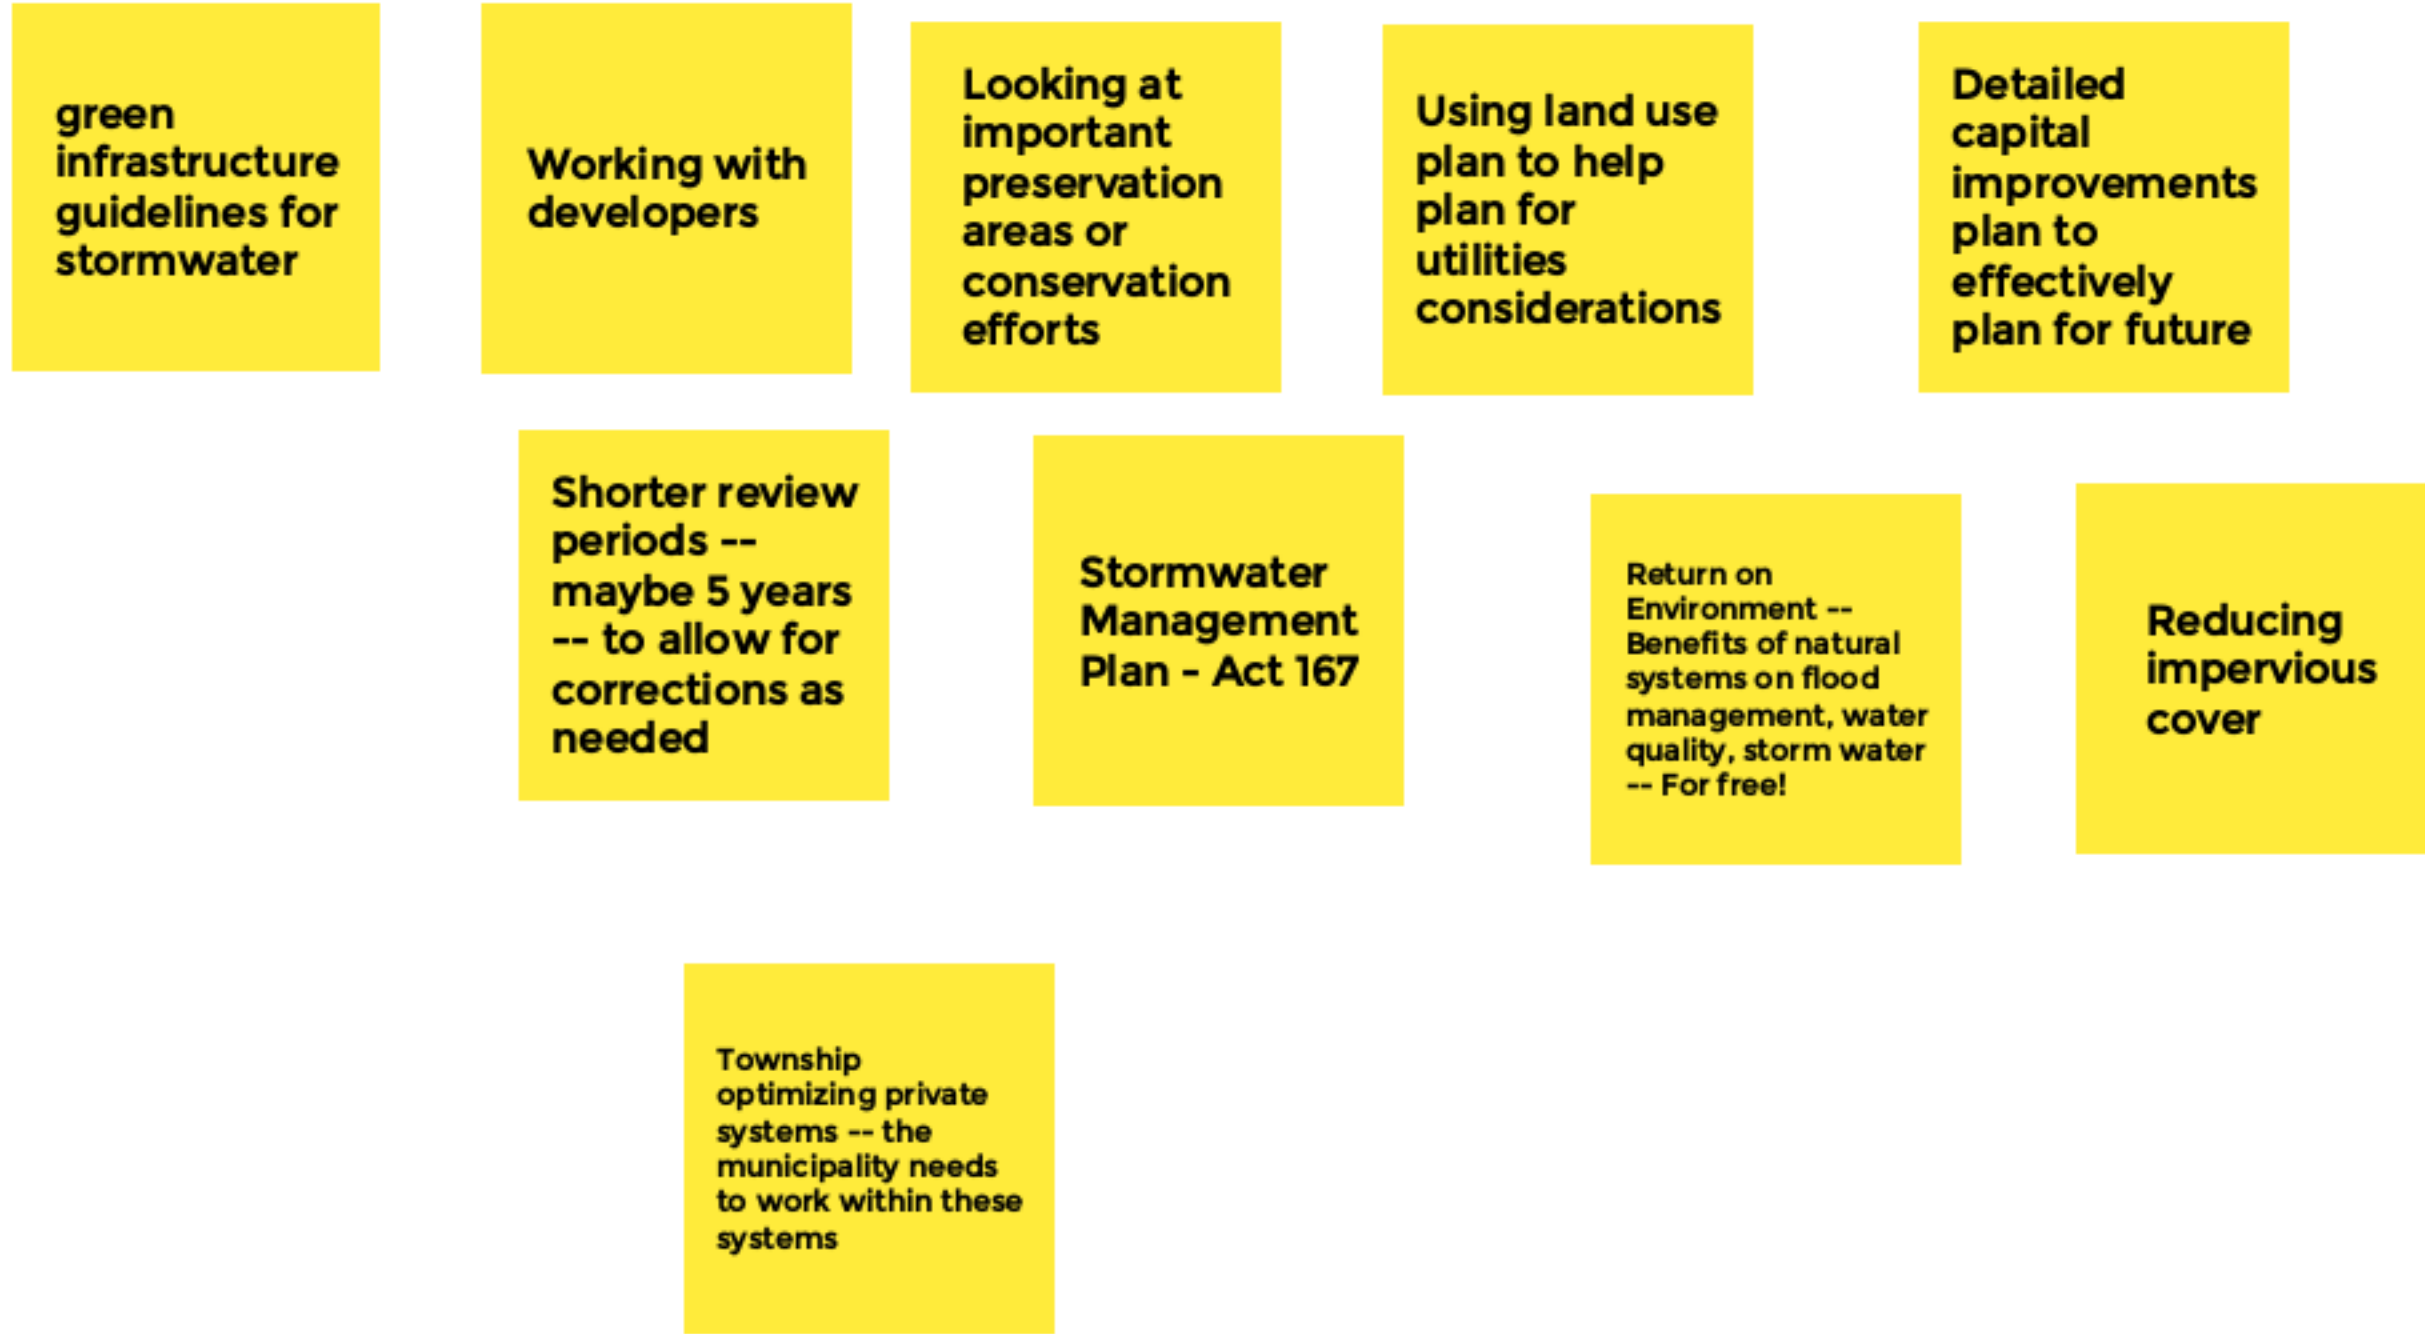 green
infrastructure
guidelines for
stormwater
Working with
developers
Looking at
important
preservation
areas or
conservation
efforts
Using land use
plan to help
plan for
utilities
considerations
Detailed
capital
improvements
plan to
effectively
plan for future
Shorter review
periods --
maybe 5 years
-- to allow for
corrections as
needed
Stormwater
Management
Plan - Act 167
Return on
Environment --
Benefits of natural
systems on flood
management, water
quality, storm water
-- For free!
Reducing
impervious
cover
Township
optimizing private
systems -- the
municipality needs
to work within these
systems